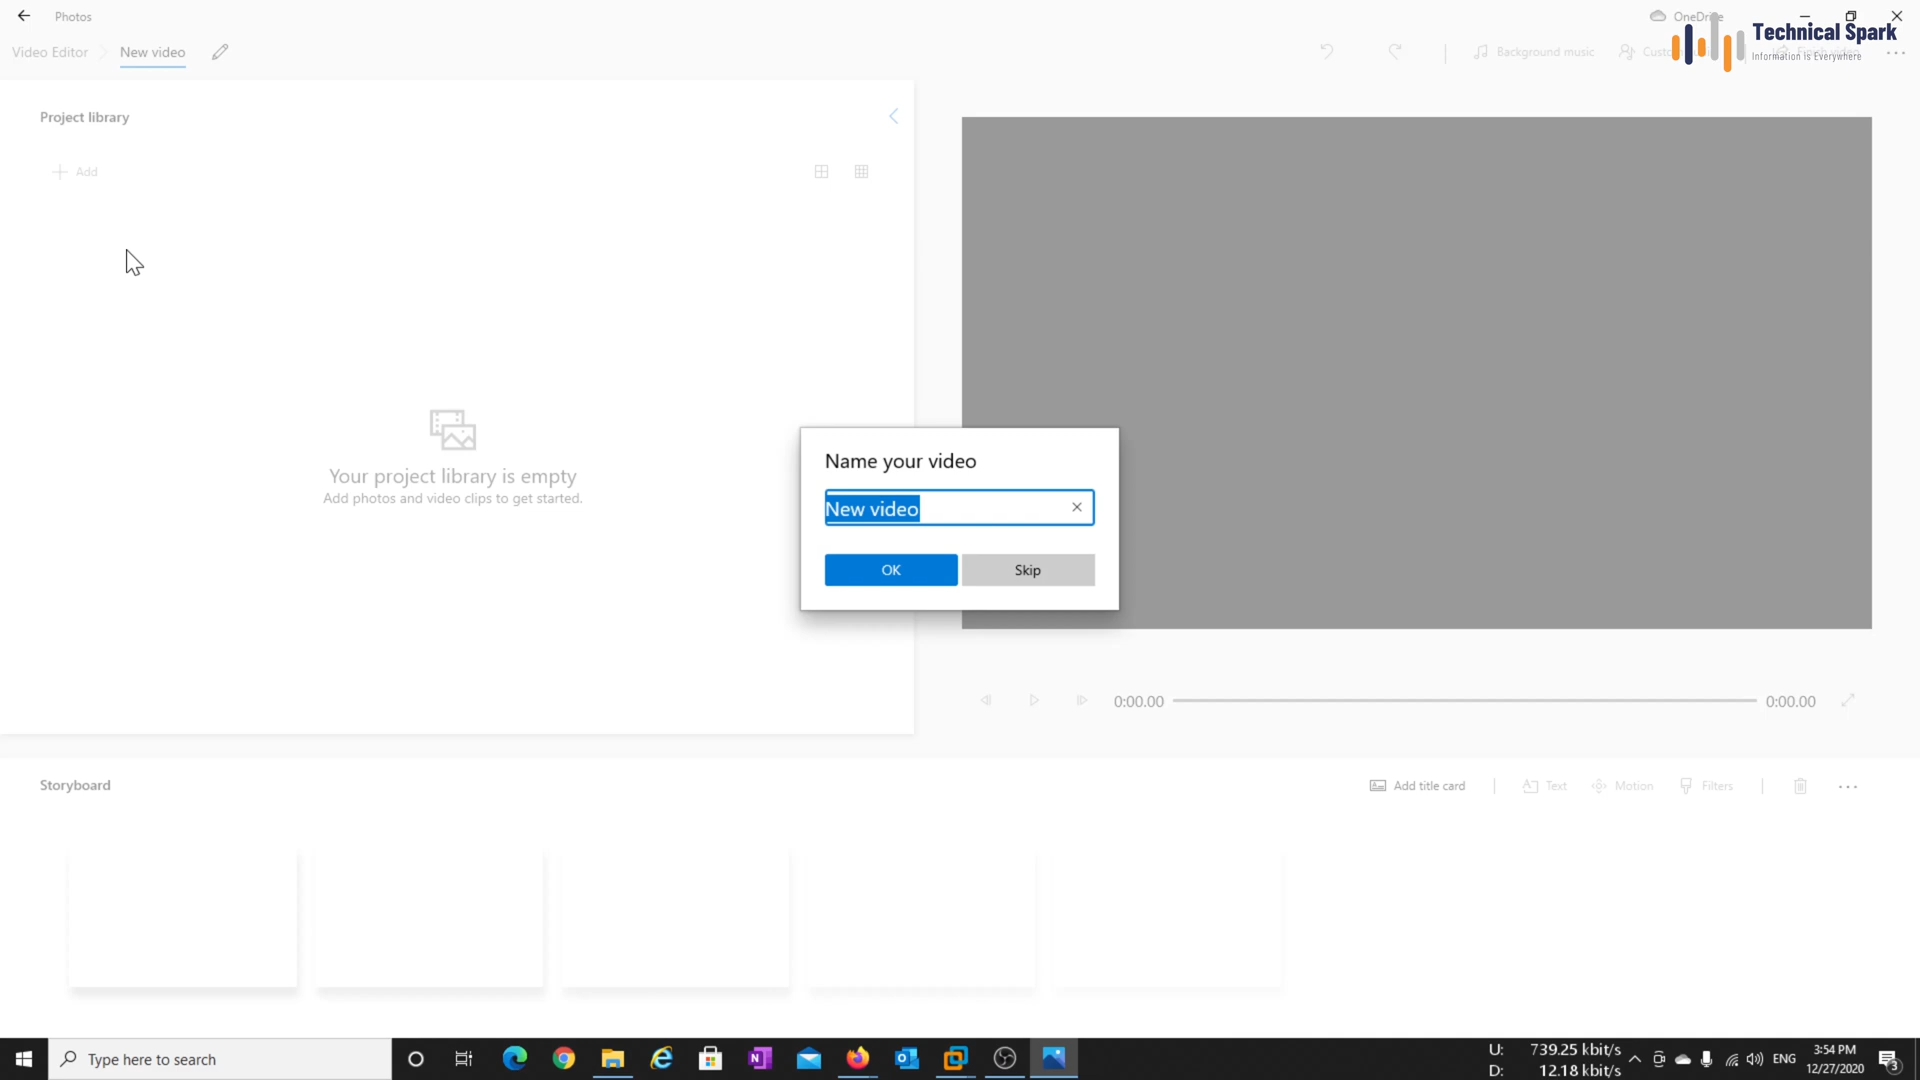 Photos
OneDrive
Technical Spark
Information is Everywhere
Video Editor
New video
Background music
Project library
Add
Your project library is empty
Add photos and video clips to get started.
Name your video
New video
OK
Skip
0:00.00
0:00.00
Storyboard
Add title card
Text
Motion
Filters
Type here to search
U: 739.25 kbit/s
D: 12.18 kbit/s
ENG
3:54 PM
12/27/2020
3